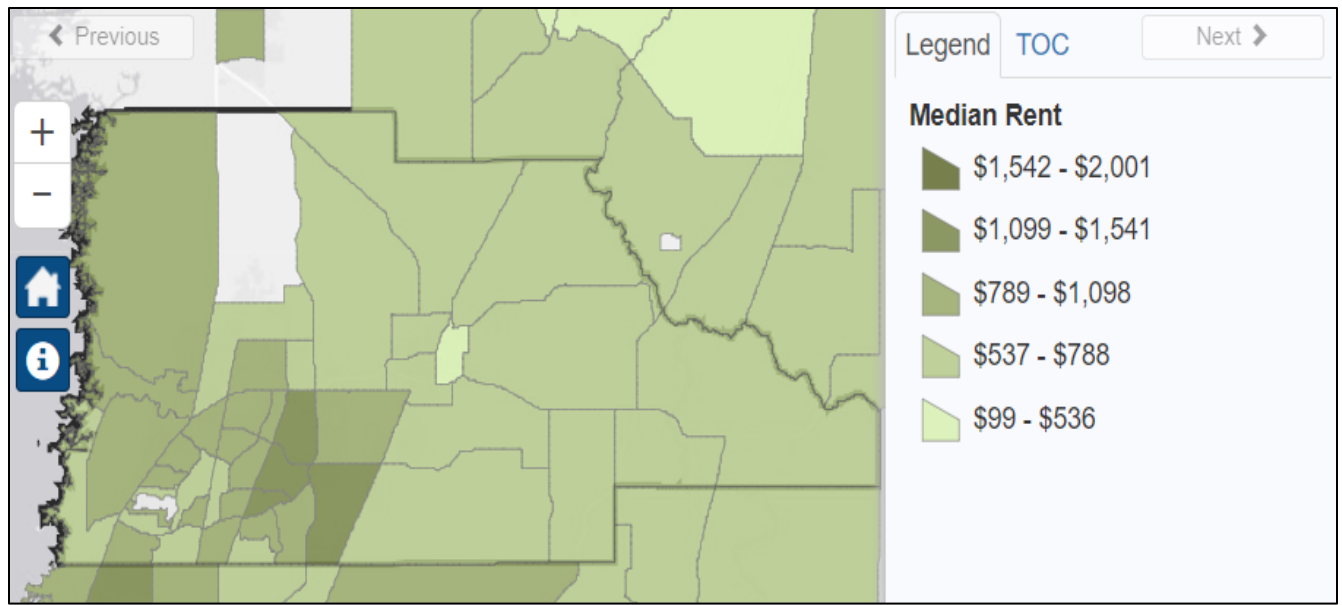 Previous
Legend TOC Next
Median Rent
$1,542 - $2,001
$1,099 - $1,541
$789 - $1,098
$537 - $788
$99 - $536
+
−
i